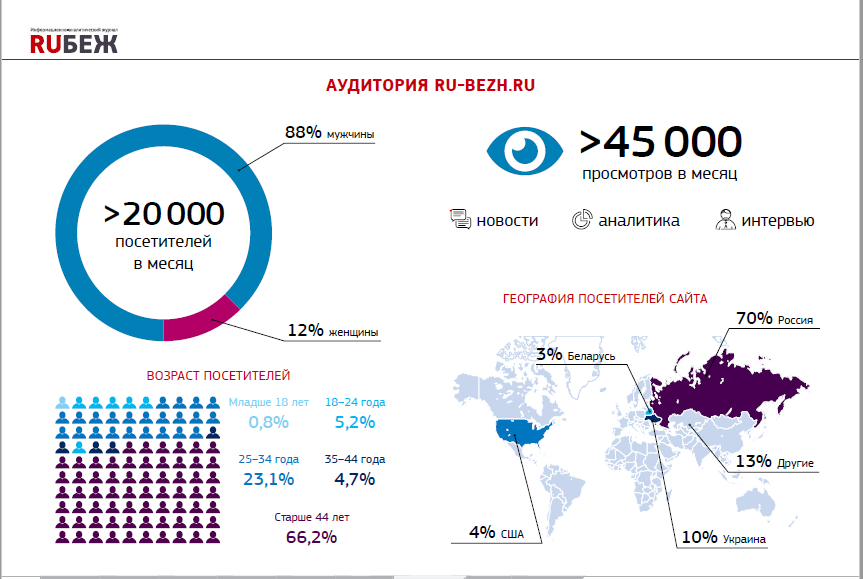 Информационно-аналитический журнал
RUБЕЖ
АУДИТОРИЯ RU-BEZH.RU
88% мужчины
>20 000
посетителей
в месяц
12% женщины
>45 000
просмотров в месяц
новости
аналитика
интервью
ВОЗРАСТ ПОСЕТИТЕЛЕЙ
Младше 18 лет
0,8%
18–24 года
5,2%
25–34 года
23,1%
35–44 года
4,7%
Старше 44 лет
66,2%
ГЕОГРАФИЯ ПОСЕТИТЕЛЕЙ САЙТА
70% Россия
3% Беларусь
13% Другие
4% США
10% Украина